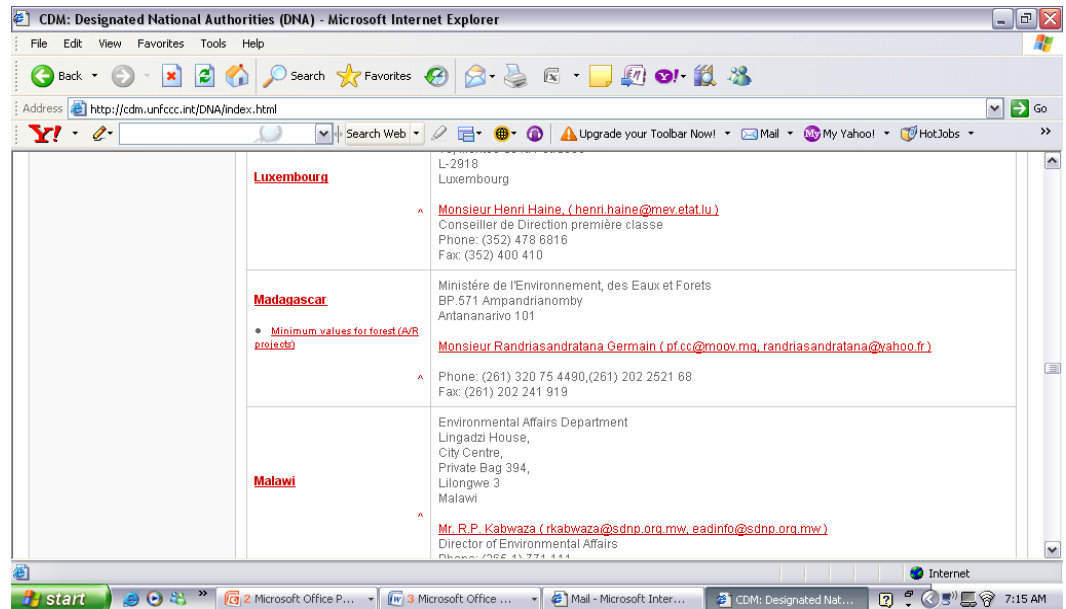 CDM: Designated National Authorities (DNA) - Microsoft Internet Explorer
File Edit View Favorites Tools Help
Back Search Favorites
Address http://cdm.unfccc.int/DNA/index.html Go
Y! Search Web Upgrade your Toolbar Now! Mail My Yahoo! HotJobs »
L-2918
Luxembourg Luxembourg
^ Monsieur Henri Haine, ( henri.haine@mev.etat.lu )
Conseiller de Direction première classe
Phone: (352) 478 6816
Fax: (352) 400 410
Ministére de l'Environnement, des Eaux et Forets
Madagascar BP.571 Ampandrianomby
Antananarivo 101
• Minimum values for forest (A/R projects)
Monsieur Randriasandratana Germain ( pf.cc@moov.mg, randriasandratana@yahoo.fr )
^ Phone: (261) 320 75 4490,(261) 202 2521 68
Fax: (261) 202 241 919
Environmental Affairs Department
Lingadzi House,
City Centre,
Private Bag 394,
Malawi Lilongwe 3
Malawi
^ Mr. R.P. Kabwaza ( rkabwaza@sdnp.org.mw, eadinfo@sdnp.org.mw )
Director of Environmental Affairs
Phone: (265 1) 771 111
Internet
start » 2 Microsoft Office P... 3 Microsoft Office ... Mail - Microsoft Inter... CDM: Designated Nat... 7:15 AM